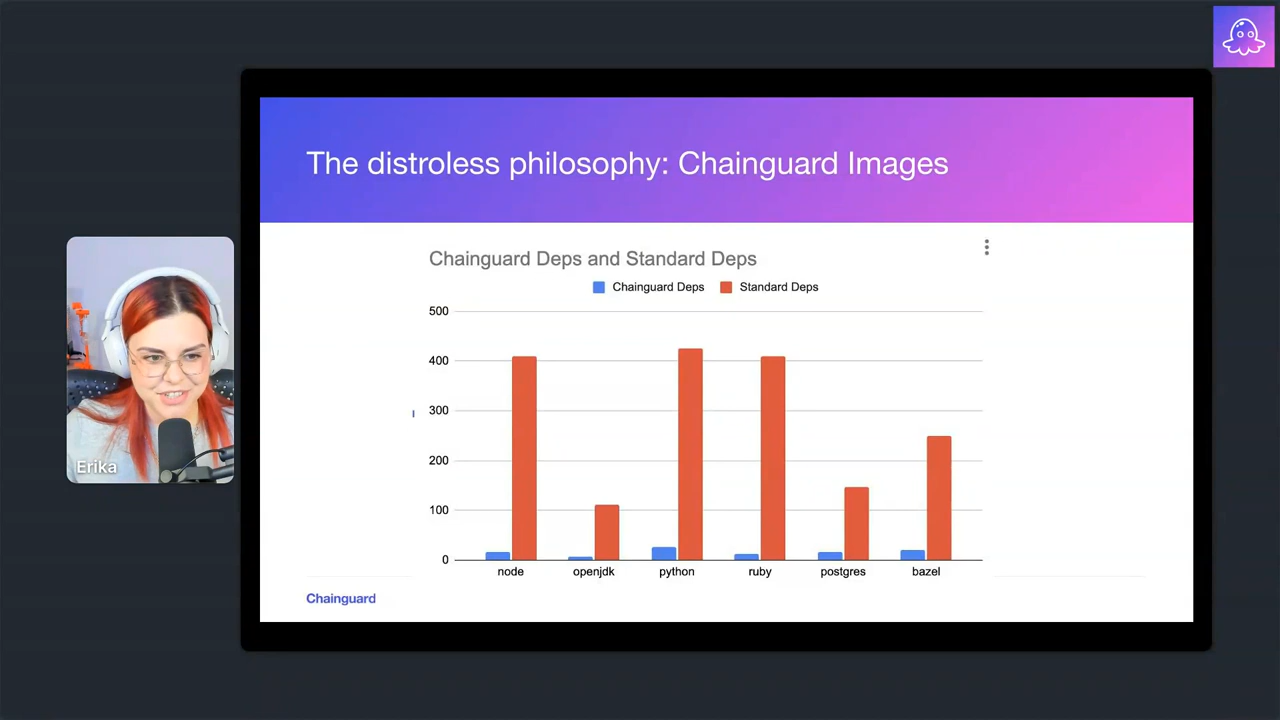 The distroless philosophy: Chainguard Images
Chainguard Deps and Standard Deps
Chainguard Deps
Standard Deps
500
400
300
200
100
0
node
openjdk
python
ruby
postgres
bazel
Chainguard
Erika